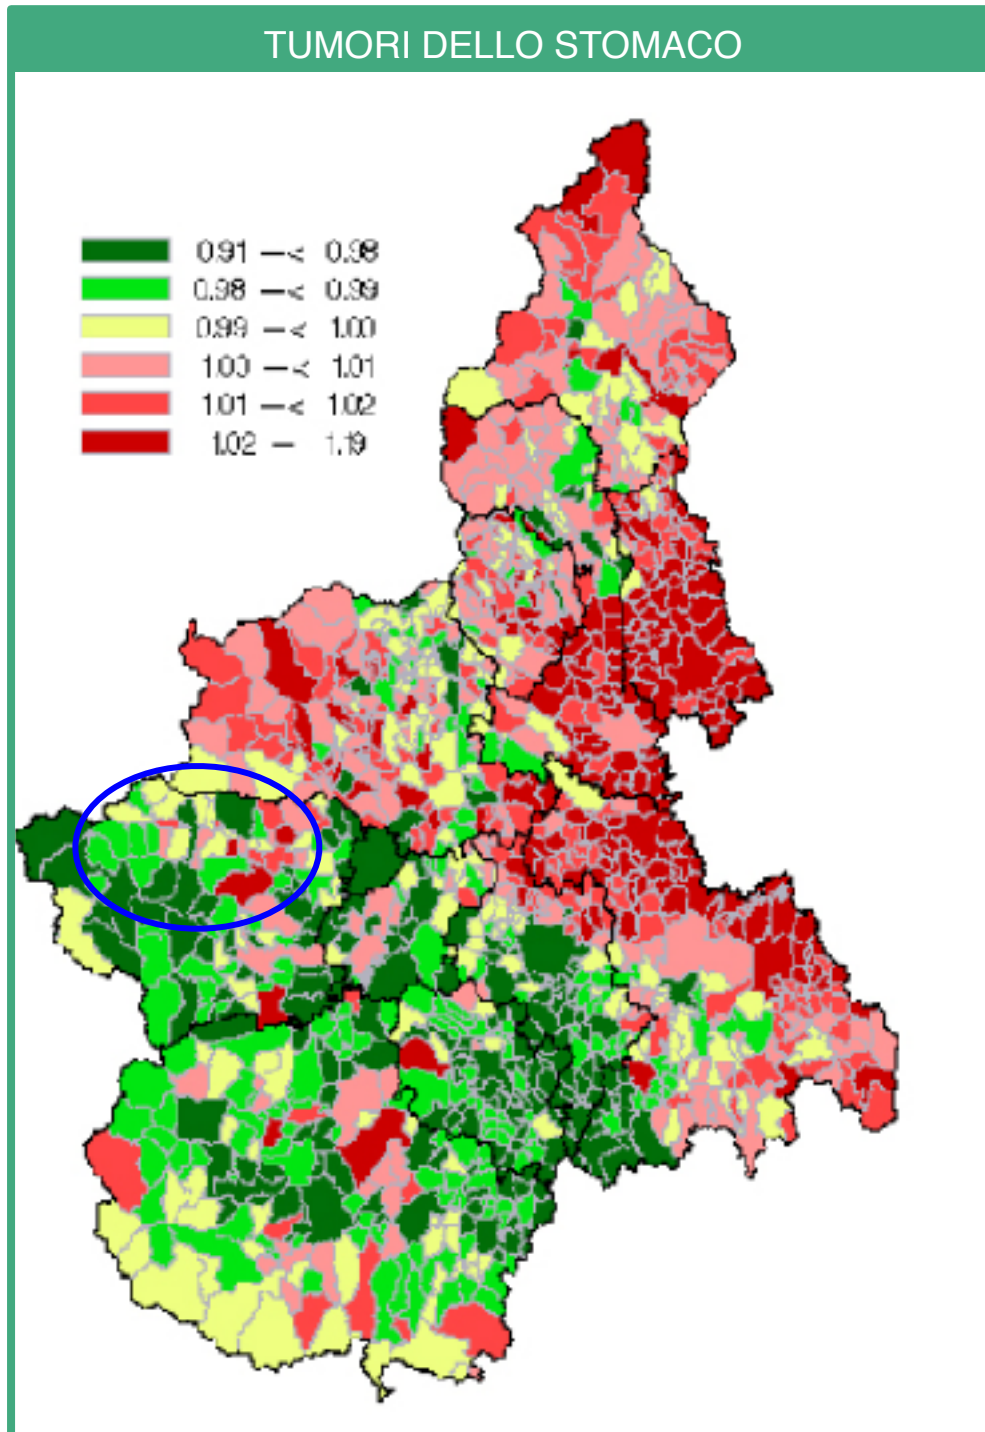 TUMORI DELLO STOMACO
0.91 –< 0.98
0.98 –< 0.99
0.99 –< 1.00
1.00 –< 1.01
1.01 –< 1.02
1.02 – 1.19